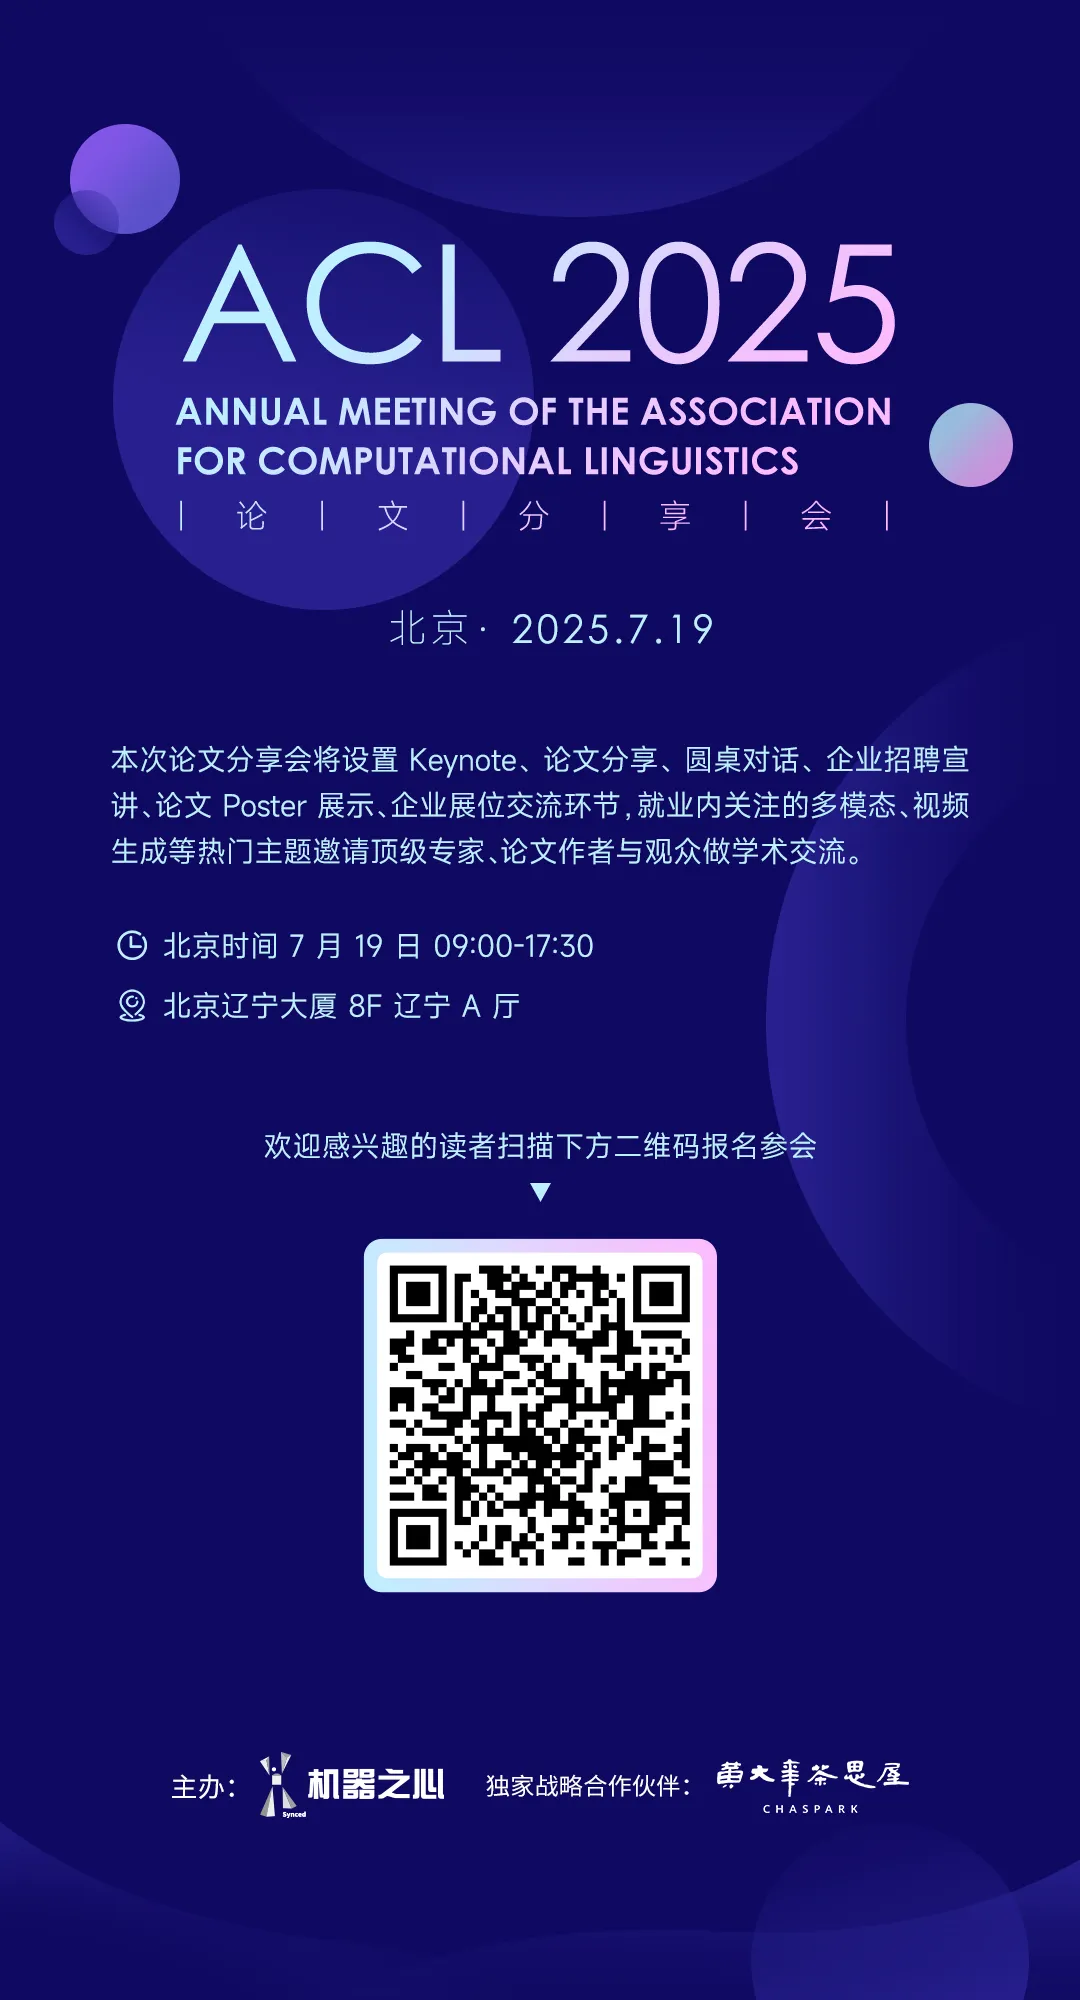 ACL 2025
ANNUAL MEETING OF THE ASSOCIATION
FOR COMPUTATIONAL LINGUISTICS
| 论 | 文 | 分 | 享 | 会 |
北京· 2025.7.19
本次论文分享会将设置 Keynote、论文分享、圆桌对话、企业招聘宣
讲、论文 Poster 展示、企业展位交流环节，就业内关注的多模态、视频
生成等热门主题邀请顶级专家、论文作者与观众做学术交流。
北京时间 7 月 19 日 09:00-17:30
北京辽宁大厦 8F 辽宁 A 厅
欢迎感兴趣的读者扫描下方二维码报名参会
主办： Synced 机器之心 独家战略合作伙伴： 黄大年茶思屋
CHASPARK